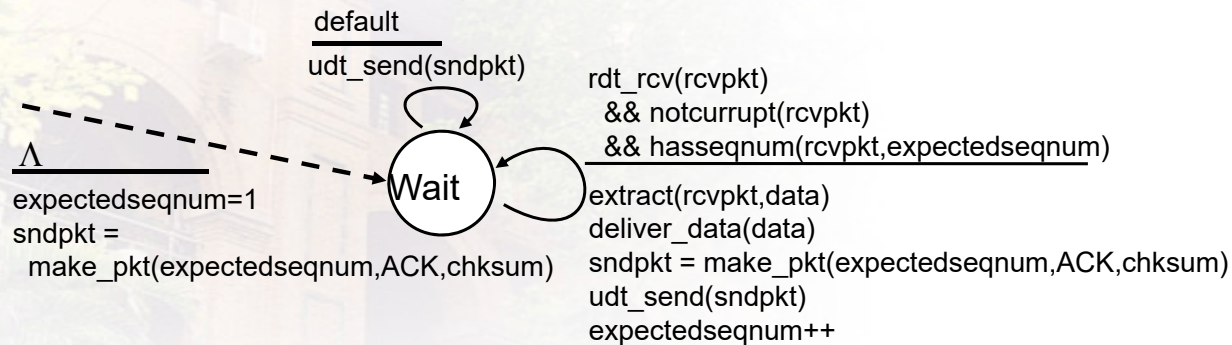 default
udt_send(sndpkt)
rdt_rcv(rcvpkt)
&& notcurrupt(rcvpkt)
&& hasseqnum(rcvpkt,expectedseqnum)
Λ
expectedseqnum=1
sndpkt =
make_pkt(expectedseqnum,ACK,chksum)
Wait
extract(rcvpkt,data)
deliver_data(data)
sndpkt = make_pkt(expectedseqnum,ACK,chksum)
udt_send(sndpkt)
expectedseqnum++